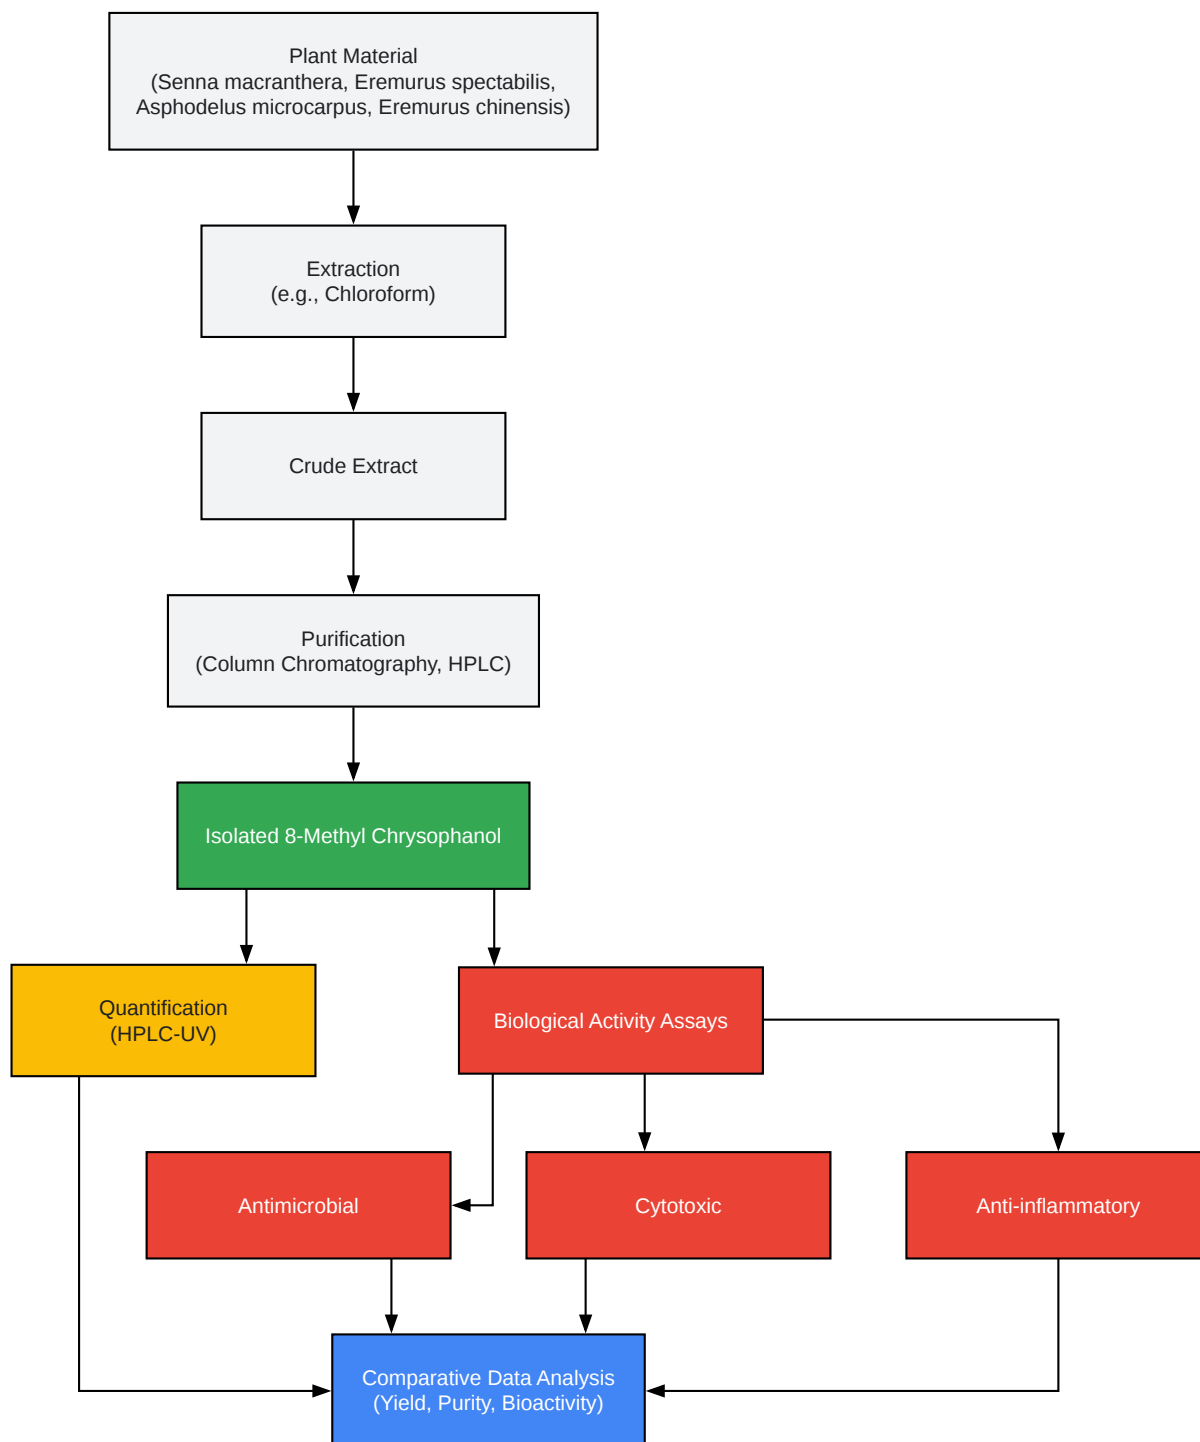 Plant Material
(Senna macranthera, Eremurus spectabilis,
Asphodelus microcarpus, Eremurus chinensis)
Extraction
(e.g., Chloroform)
Crude Extract
Purification
(Column Chromatography, HPLC)
Isolated 8-Methyl Chrysophanol
Quantification
(HPLC-UV)
Biological Activity Assays
Antimicrobial
Cytotoxic
Anti-inflammatory
Comparative Data Analysis
(Yield, Purity, Bioactivity)